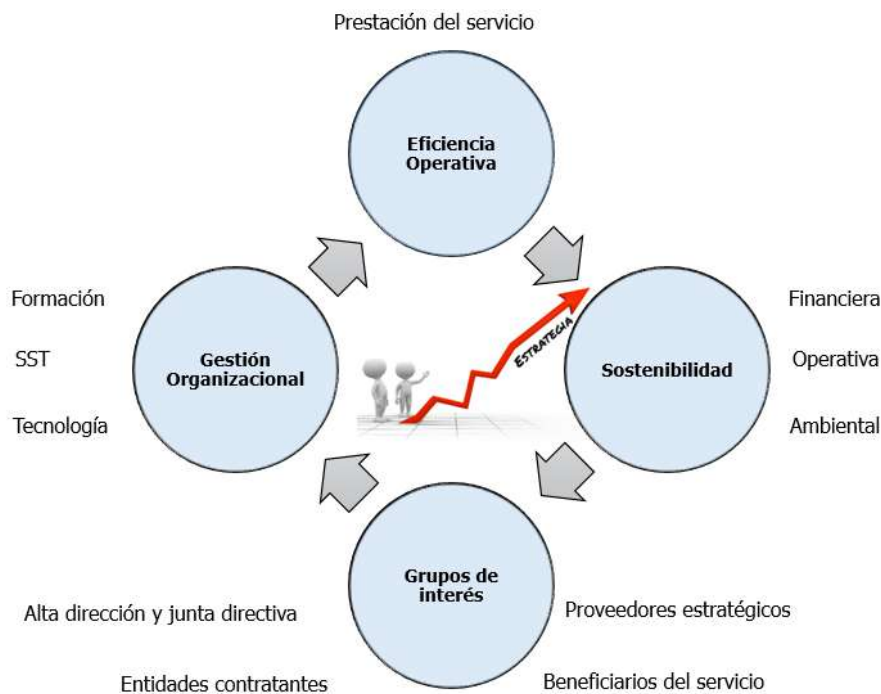 Prestación del servicio
Eficiencia
Operativa
Formación
SST
Tecnología
Gestión
Organizacional
ESTRATEGIA
Sostenibilidad
Financiera
Operativa
Ambiental
Grupos de
interés
Alta dirección y junta directiva
Proveedores estratégicos
Entidades contratantes
Beneficiarios del servicio